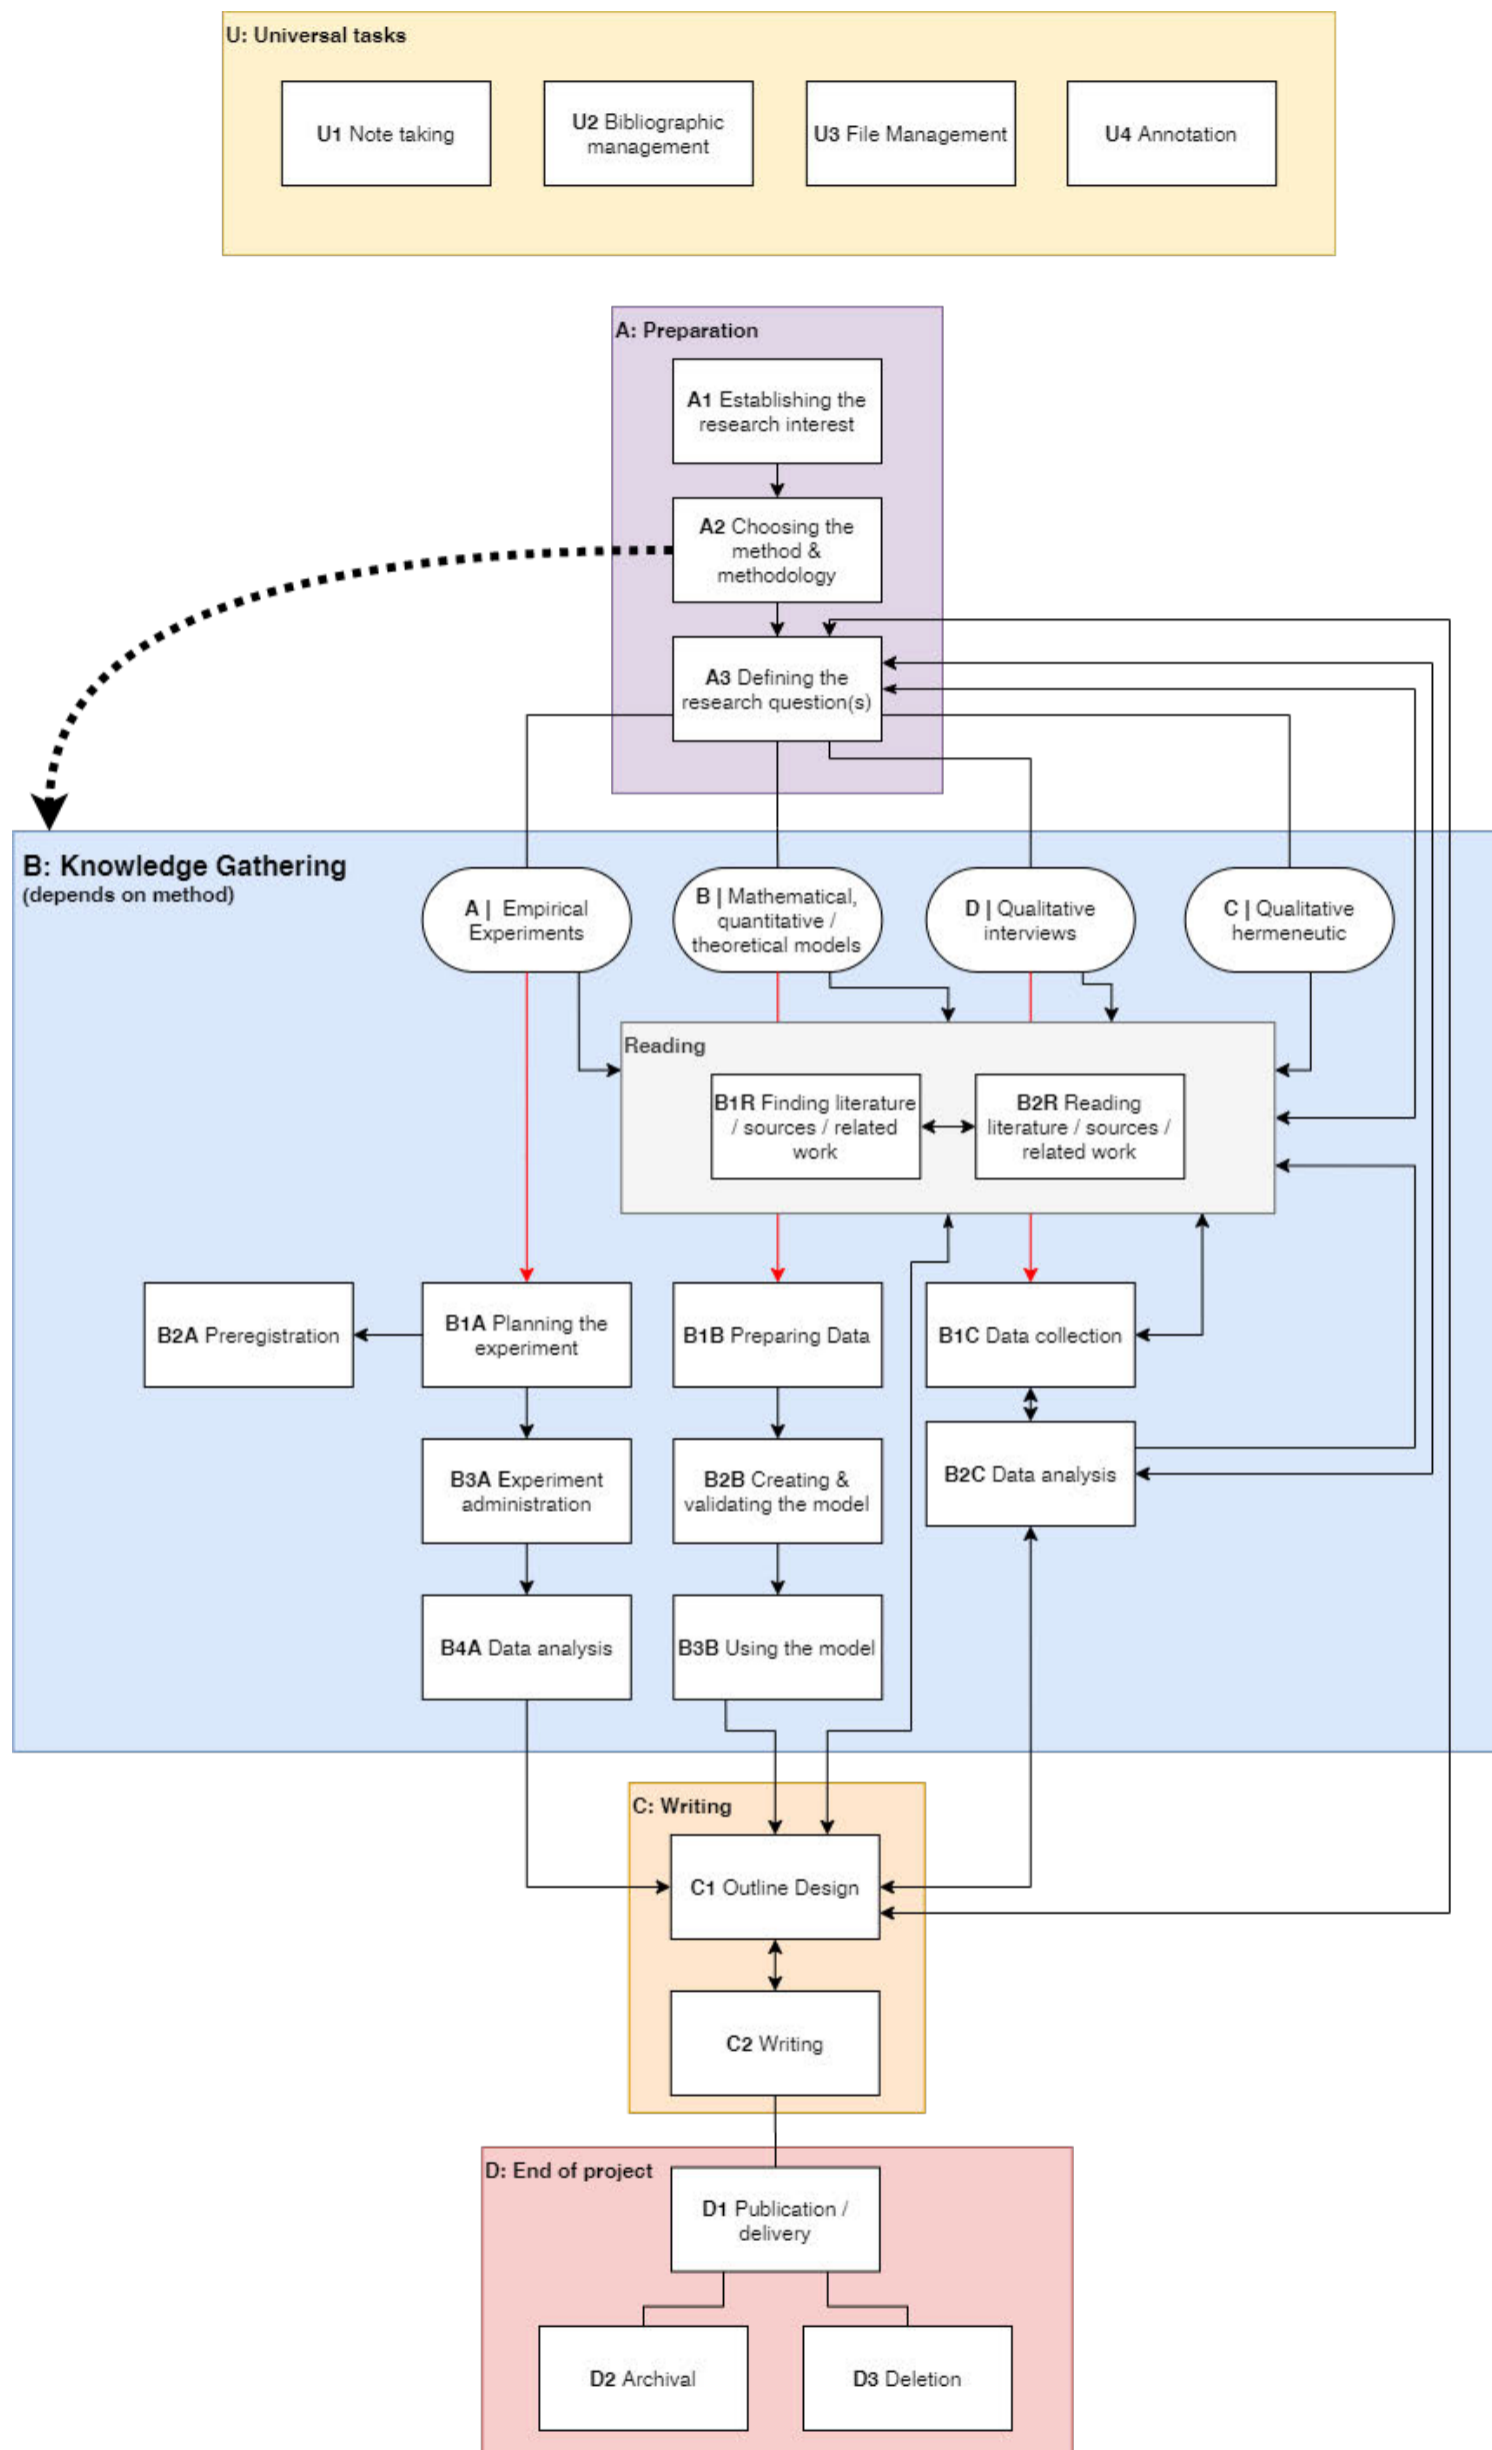 U: Universal tasks
U1 Note taking
U2 Bibliographic
management
U3 File Management
U4 Annotation
A: Preparation
A1 Establishing the
research interest
A2 Choosing the
method &
methodology
A3 Defining the
research question(s)
B: Knowledge Gathering
(depends on method)
A | Empirical
Experiments
B | Mathematical,
quantitative /
theoretical models
D | Qualitative
interviews
C | Qualitative
hermeneutic
Reading
B1R Finding literature
/ sources / related
work
B2R Reading
literature / sources /
related work
B2A Preregistration
B1A Planning the
experiment
B1B Preparing Data
B1C Data collection
B3A Experiment
administration
B2B Creating &
validating the model
B2C Data analysis
B4A Data analysis
B3B Using the model
C: Writing
C1 Outline Design
C2 Writing
D: End of project
D1 Publication /
delivery
D2 Archival
D3 Deletion